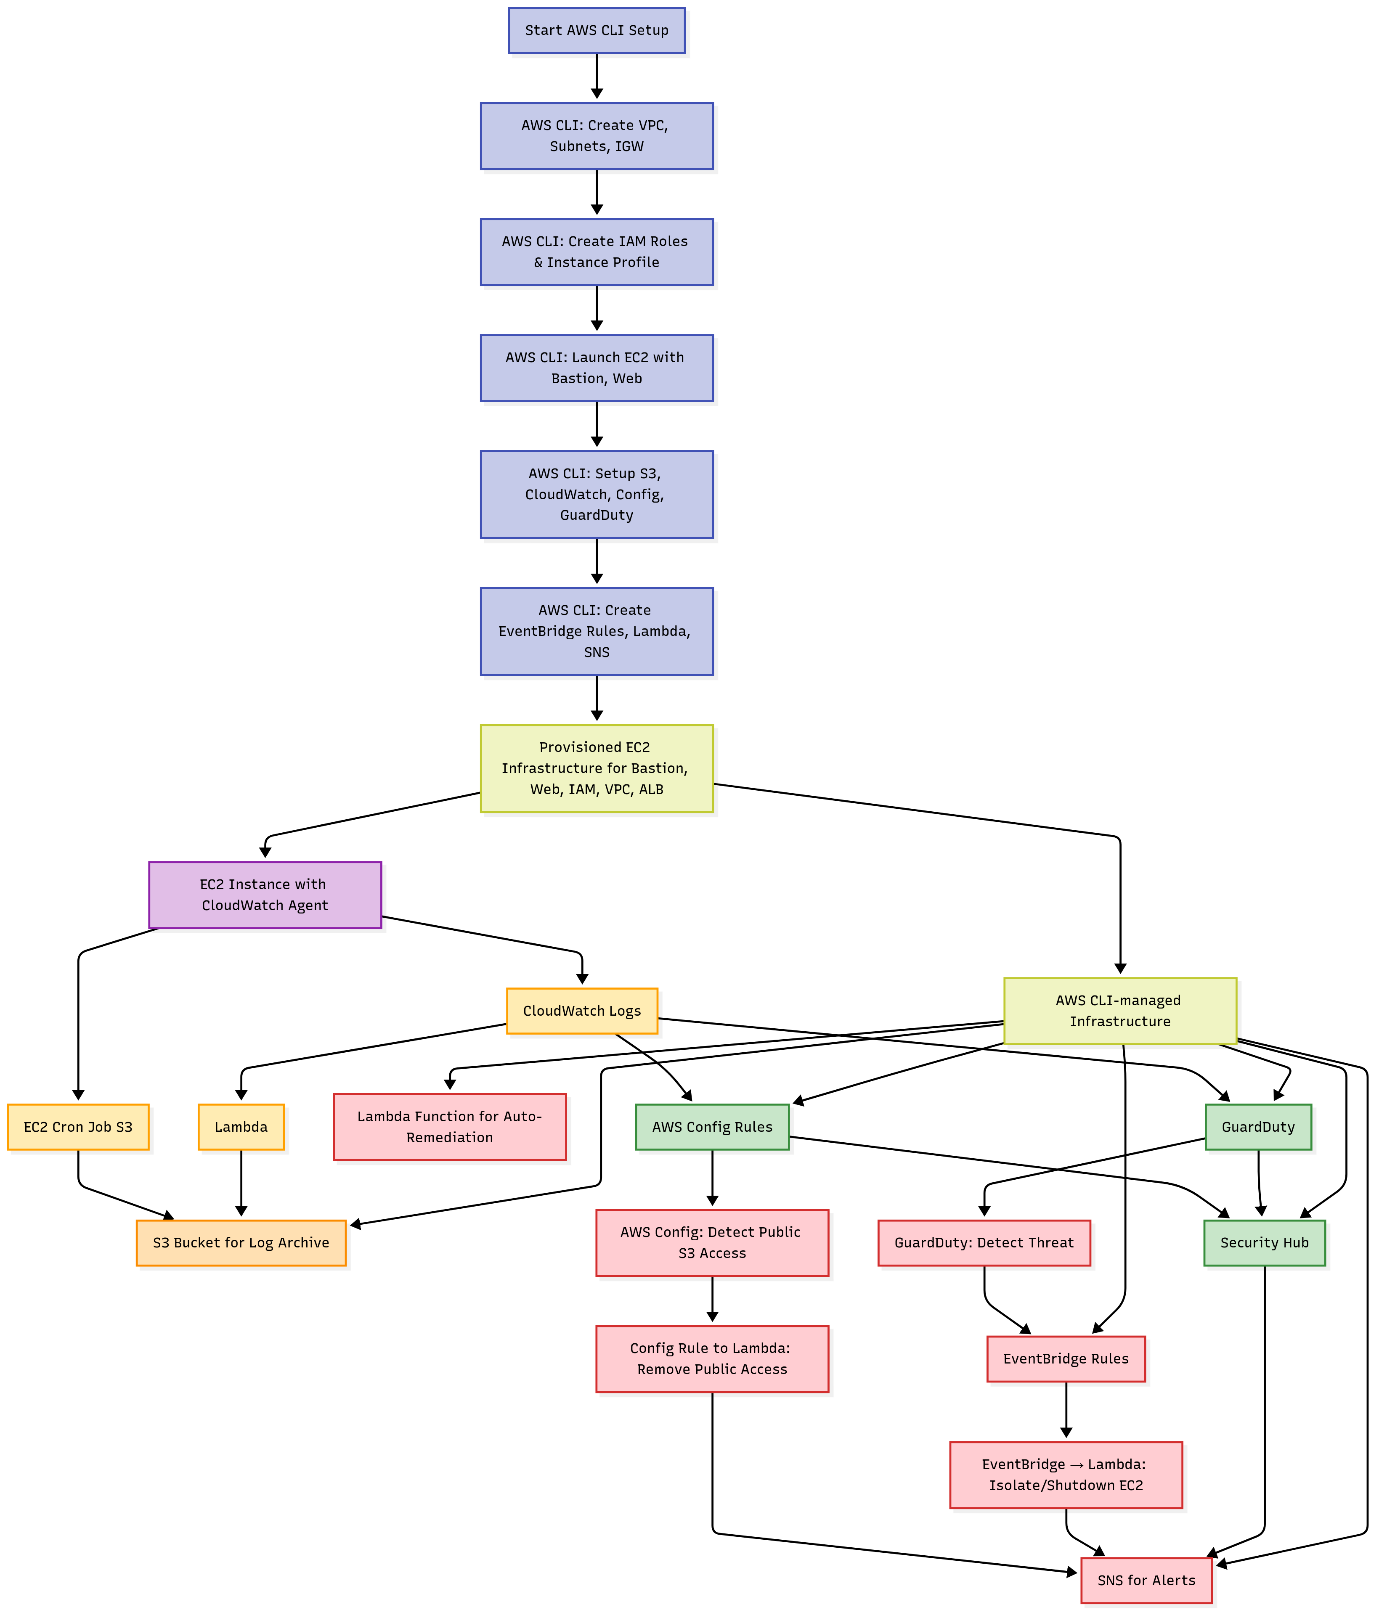 Start AWS CLI Setup
AWS CLI: Create VPC,
Subnets, IGW
AWS CLI: Create IAM Roles
& Instance Profile
AWS CLI: Launch EC2 with
Bastion, Web
AWS CLI: Setup S3,
CloudWatch, Config,
GuardDuty
AWS CLI: Create
EventBridge Rules, Lambda,
SNS
Provisioned EC2
Infrastructure for Bastion,
Web, IAM, VPC, ALB
EC2 Instance with
CloudWatch Agent
CloudWatch Logs
AWS CLI-managed
Infrastructure
EC2 Cron Job S3
Lambda
Lambda Function for Auto-
Remediation
AWS Config Rules
GuardDuty
S3 Bucket for Log Archive
AWS Config: Detect Public
S3 Access
GuardDuty: Detect Threat
Security Hub
Config Rule to Lambda:
Remove Public Access
EventBridge Rules
EventBridge → Lambda:
Isolate/Shutdown EC2
SNS for Alerts